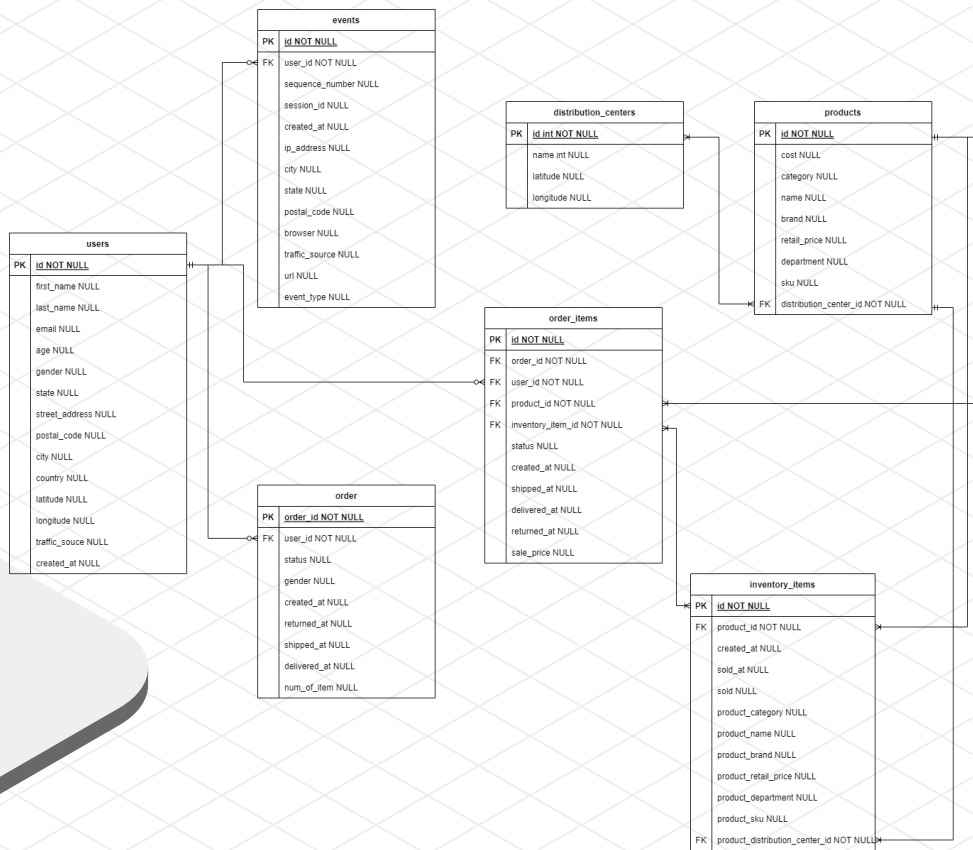 events
PK id NOT NULL
FK user_id NOT NULL
sequence_number NULL
session_id NULL
created_at NULL
ip_address NULL
city NULL
state NULL
postal_code NULL
browser NULL
traffic_source NULL
url NULL
event_type NULL
distribution_centers
PK id int NOT NULL
name int NULL
latitude NULL
longitude NULL
products
PK id NOT NULL
cost NULL
category NULL
name NULL
brand NULL
retail_price NULL
department NULL
sku NULL
FK distribution_center_id NOT NULL
users
PK id NOT NULL
first_name NULL
last_name NULL
email NULL
age NULL
gender NULL
state NULL
street_address NULL
postal_code NULL
city NULL
country NULL
latitude NULL
longitude NULL
traffic_souce NULL
created_at NULL
order_items
PK id NOT NULL
FK order_id NOT NULL
FK user_id NOT NULL
FK product_id NOT NULL
FK inventory_item_id NOT NULL
status NULL
created_at NULL
shipped_at NULL
delivered_at NULL
returned_at NULL
sale_price NULL
order
PK order_id NOT NULL
FK user_id NOT NULL
status NULL
gender NULL
created_at NULL
returned_at NULL
shipped_at NULL
delivered_at NULL
num_of_item NULL
inventory_items
PK id NOT NULL
FK product_id NOT NULL
created_at NULL
sold_at NULL
sold NULL
product_category NULL
product_name NULL
product_brand NULL
product_retail_price NULL
product_department NULL
product_sku NULL
FK product_distribution_center_id NOT NULL